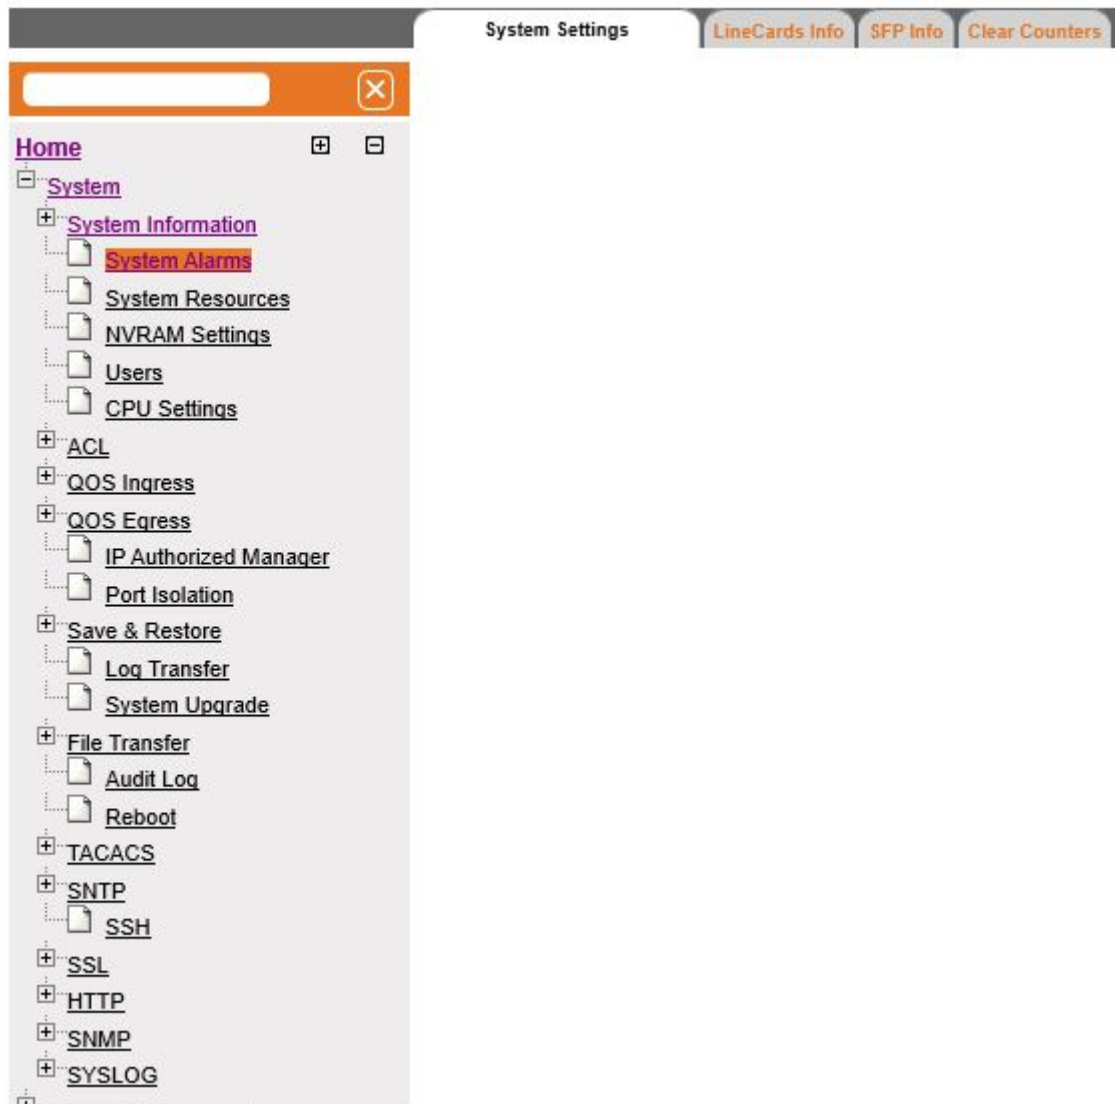 System Settings LineCards Info SFP Info Clear Counters
Home
System
System Information
System Alarms
System Resources
NVRAM Settings
Users
CPU Settings
ACL
QOS Ingress
QOS Egress
IP Authorized Manager
Port Isolation
Save & Restore
Log Transfer
System Upgrade
File Transfer
Audit Log
Reboot
TACACS
SNTP
SSH
SSL
HTTP
SNMP
SYSLOG